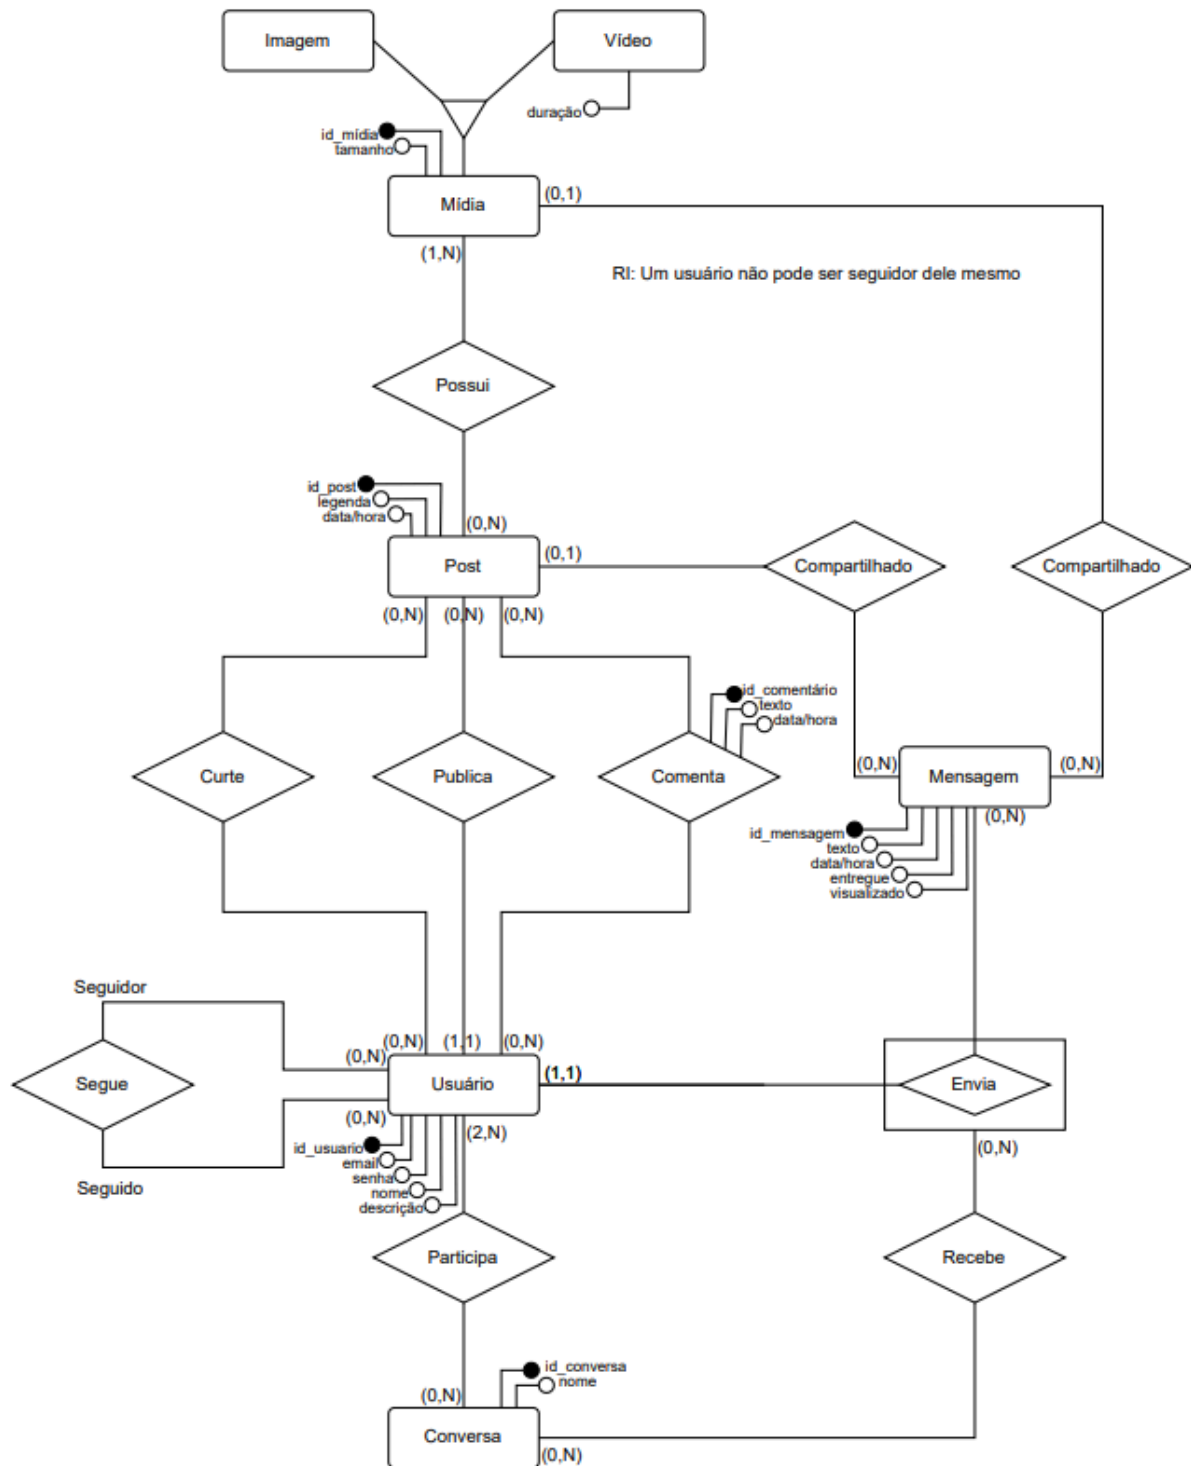 Imagem
Vídeo
duração
id_mídia
tamanho
Mídia
(0,1)
(1,N)
RI: Um usuário não pode ser seguidor dele mesmo
Possui
id_post
legenda
data/hora
(0,N)
Post
(0,1)
Compartilhado
Compartilhado
(0,N)
(0,N)
(0,N)
id_comentário
texto
data/hora
Curte
Publica
Comenta
(0,N)
Mensagem
(0,N)
(0,N)
id_mensagem
texto
data/hora
entregue
visualizado
Seguidor
(0,N)
(1,1)
(0,N)
(0,N)
Segue
Usuário
(1,1)
Envia
(0,N)
(2,N)
(0,N)
id_usuario
email
senha
nome
descrição
Seguido
Participa
Recebe
id_conversa
nome
(0,N)
Conversa
(0,N)